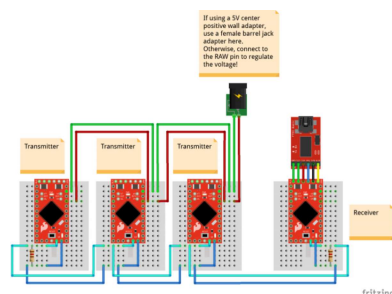 If using a 5V center
positive wall adapter,
use a female barrel jack
adapter here.
Otherwise, connect to
the RAW pin to regulate
the voltage!
Transmitter
Transmitter
Transmitter
Receiver